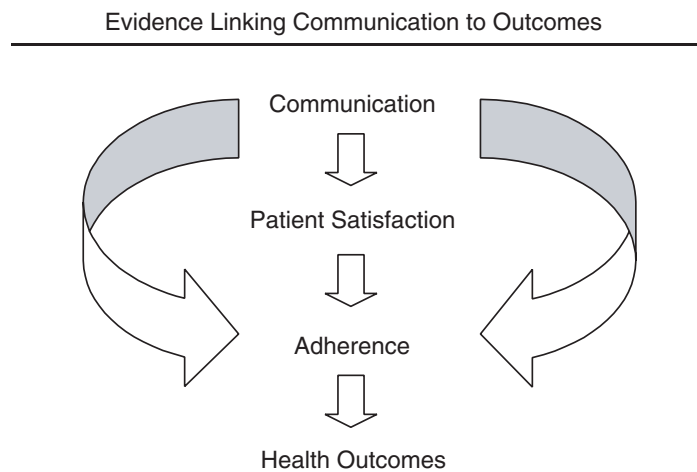 Evidence Linking Communication to Outcomes
Communication
Patient Satisfaction
Adherence
Health Outcomes